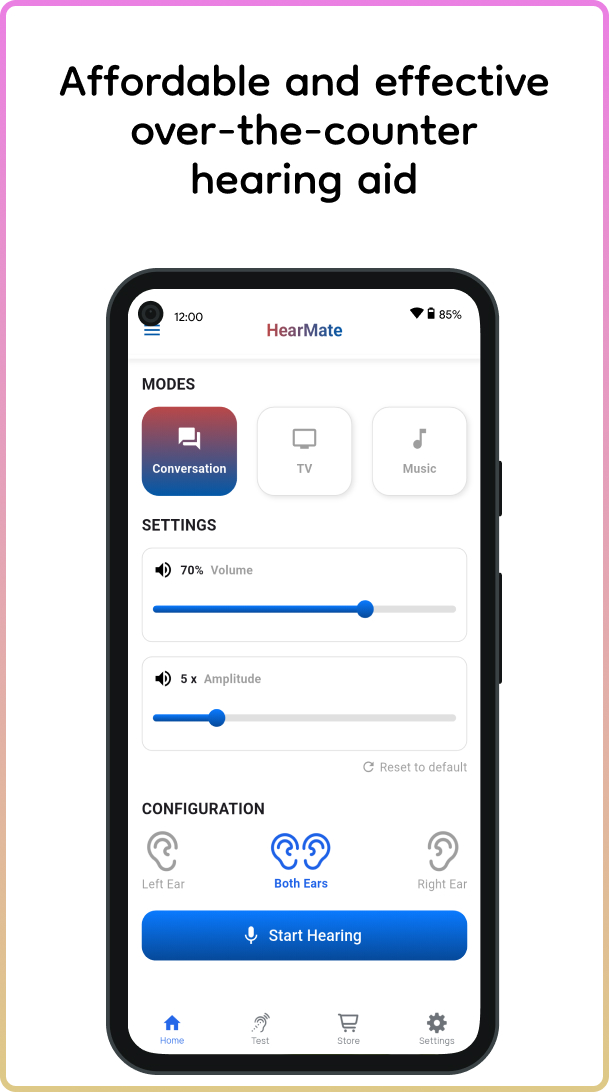 Affordable and effective
over-the-counter
hearing aid
12:00
85%
HearMate
MODES
Conversation
TV
Music
SETTINGS
70% Volume
5 x Amplitude
Reset to default
CONFIGURATION
Left Ear
Both Ears
Right Ear
Start Hearing
Home
Test
Store
Settings